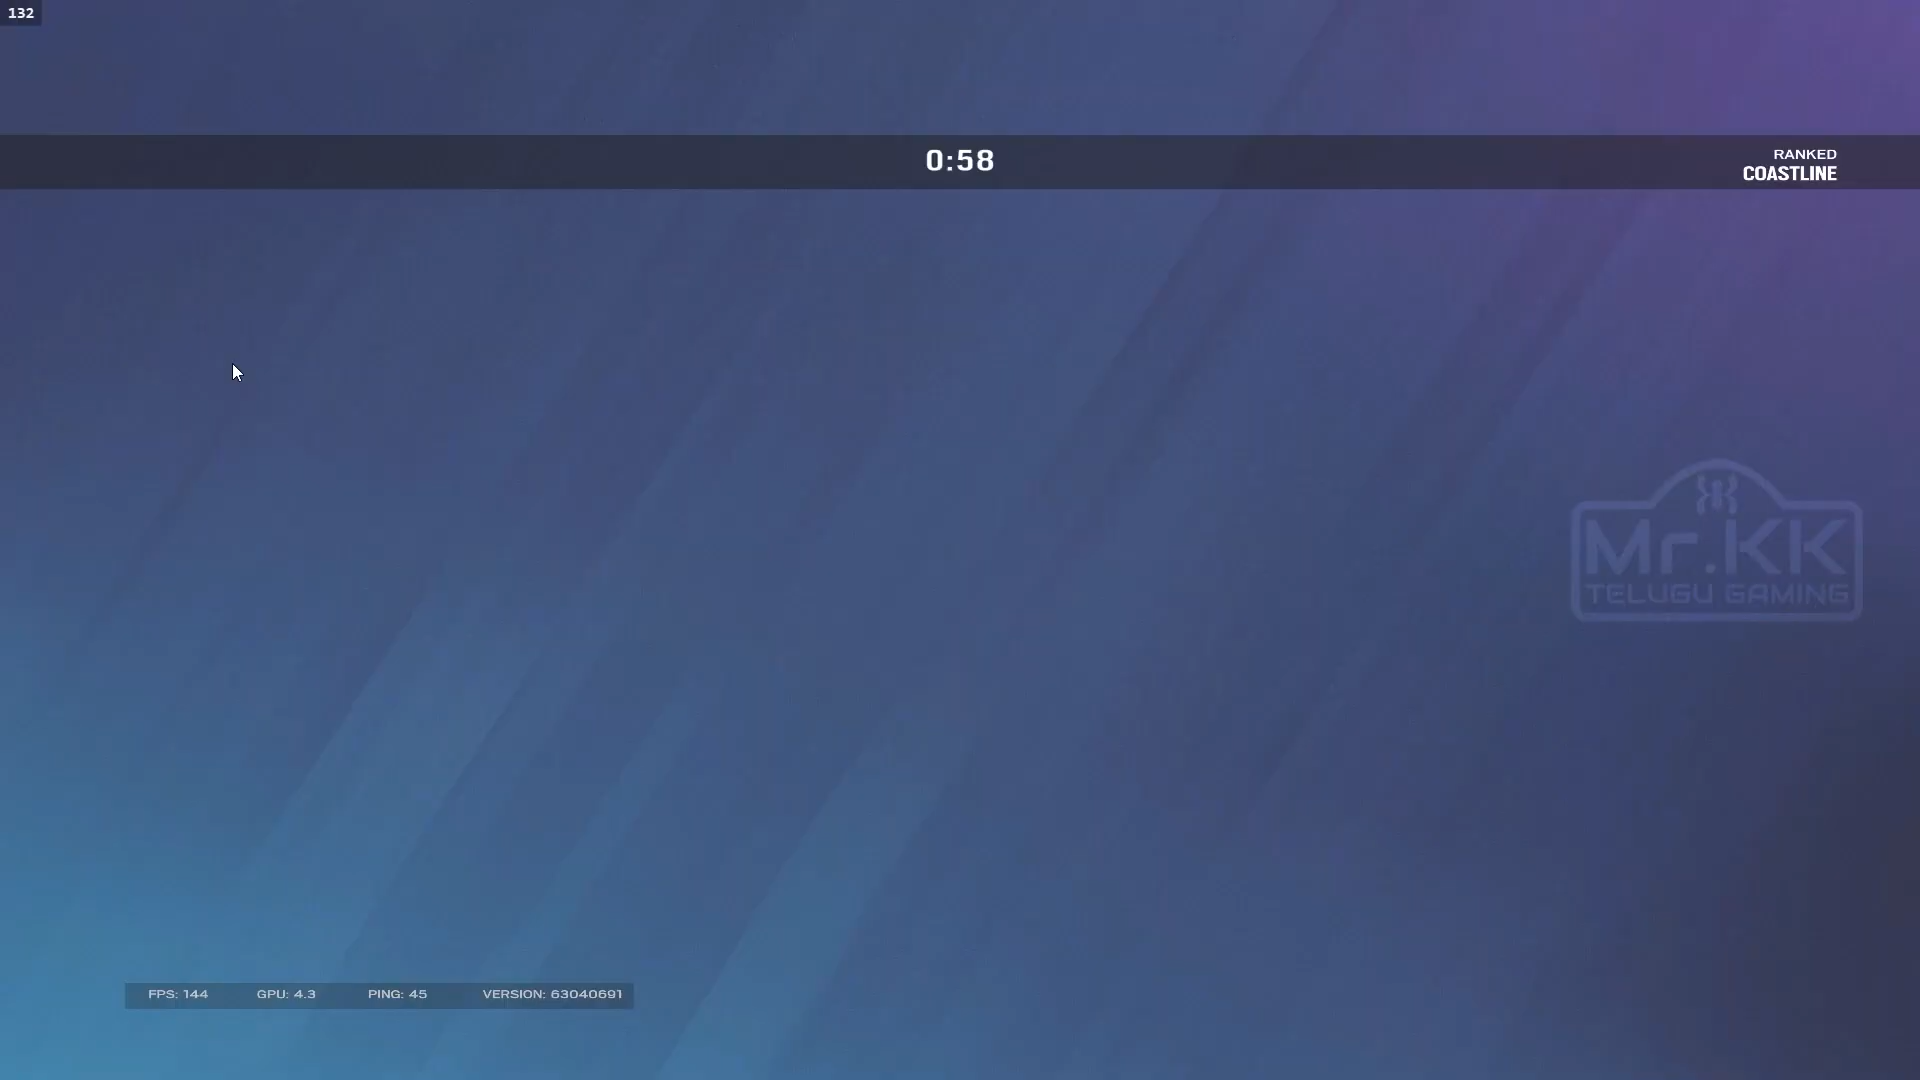 132
0:58
RANKED
COASTLINE
Mr.KK
TELUGU GAMING
FPS: 144 GPU: 4.3 PING: 45 VERSION: 63040691